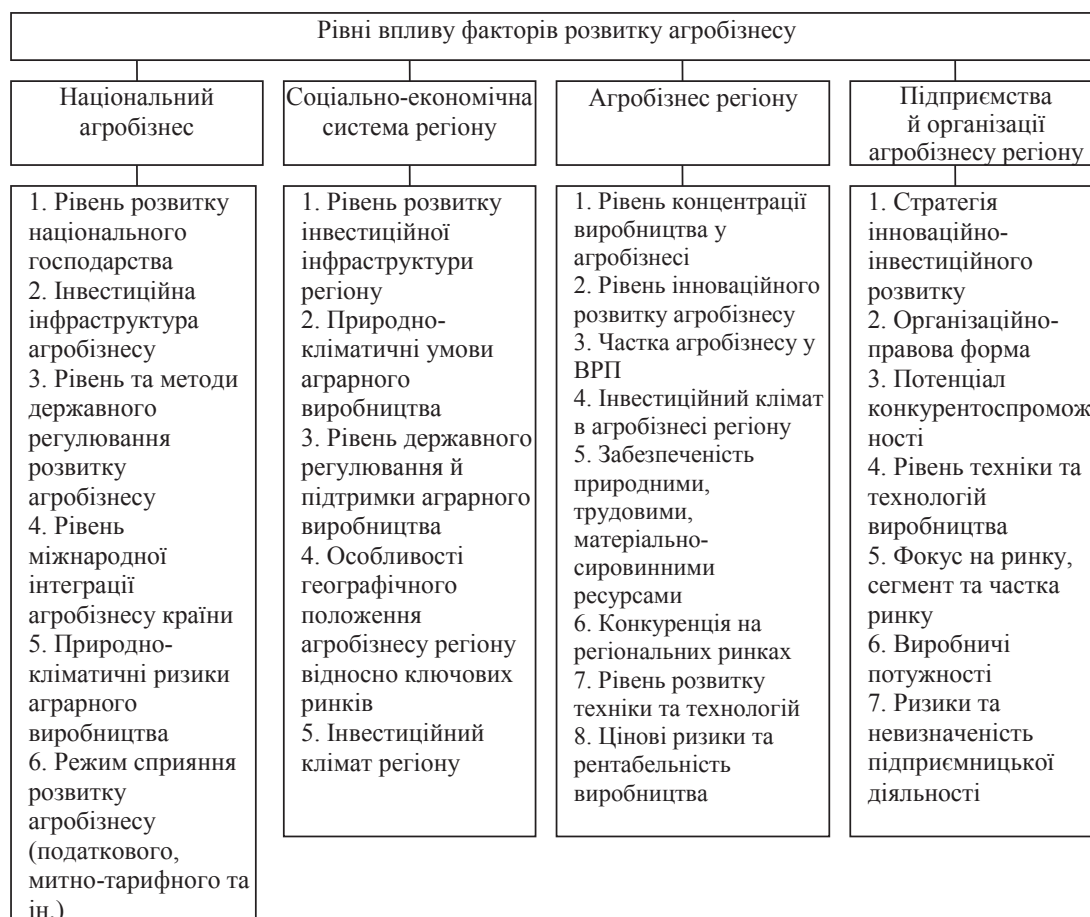 Рівні впливу факторів розвитку агробізнесу
Національний
агробізнес
Соціально-економічна
система регіону
Агробізнес регіону
Підприємства
й організації
агробізнесу регіону
1. Рівень розвитку
національного
господарства
2. Інвестиційна
інфраструктура
агробізнесу
3. Рівень та методи
державного
регулювання
розвитку
агробізнесу
4. Рівень
міжнародної
інтеграції
агробізнесу країни
5. Природно-
кліматичні ризики
аграрного
виробництва
6. Режим сприяння
розвитку
агробізнесу
(податкового,
митно-тарифного та
ін.)
1. Рівень розвитку
інвестиційної
інфраструктури
регіону
2. Природно-
кліматичні умови
аграрного
виробництва
3. Рівень державного
регулювання й
підтримки аграрного
виробництва
4. Особливості
географічного
положення
агробізнесу регіону
відносно ключових
ринків
5. Інвестиційний
клімат регіону
1. Рівень концентрації
виробництва у
агробізнесі
2. Рівень інноваційного
розвитку агробізнесу
3. Частка агробізнесу у
ВРП
4. Інвестиційний клімат
в агробізнесі регіону
5. Забезпеченість
природними,
трудовими,
матеріально-
сировинними
ресурсами
6. Конкуренція на
регіональних ринках
7. Рівень розвитку
техніки та технологій
8. Цінові ризики та
рентабельність
виробництва
1. Стратегія
інноваційно-
інвестиційного
розвитку
2. Організаційно-
правова форма
3. Потенціал
конкурентоспромож
ності
4. Рівень техніки та
технологій
виробництва
5. Фокус на ринку,
сегмент та частка
ринку
6. Виробничі
потужності
7. Ризики та
невизначеність
підприємницької
діяльності